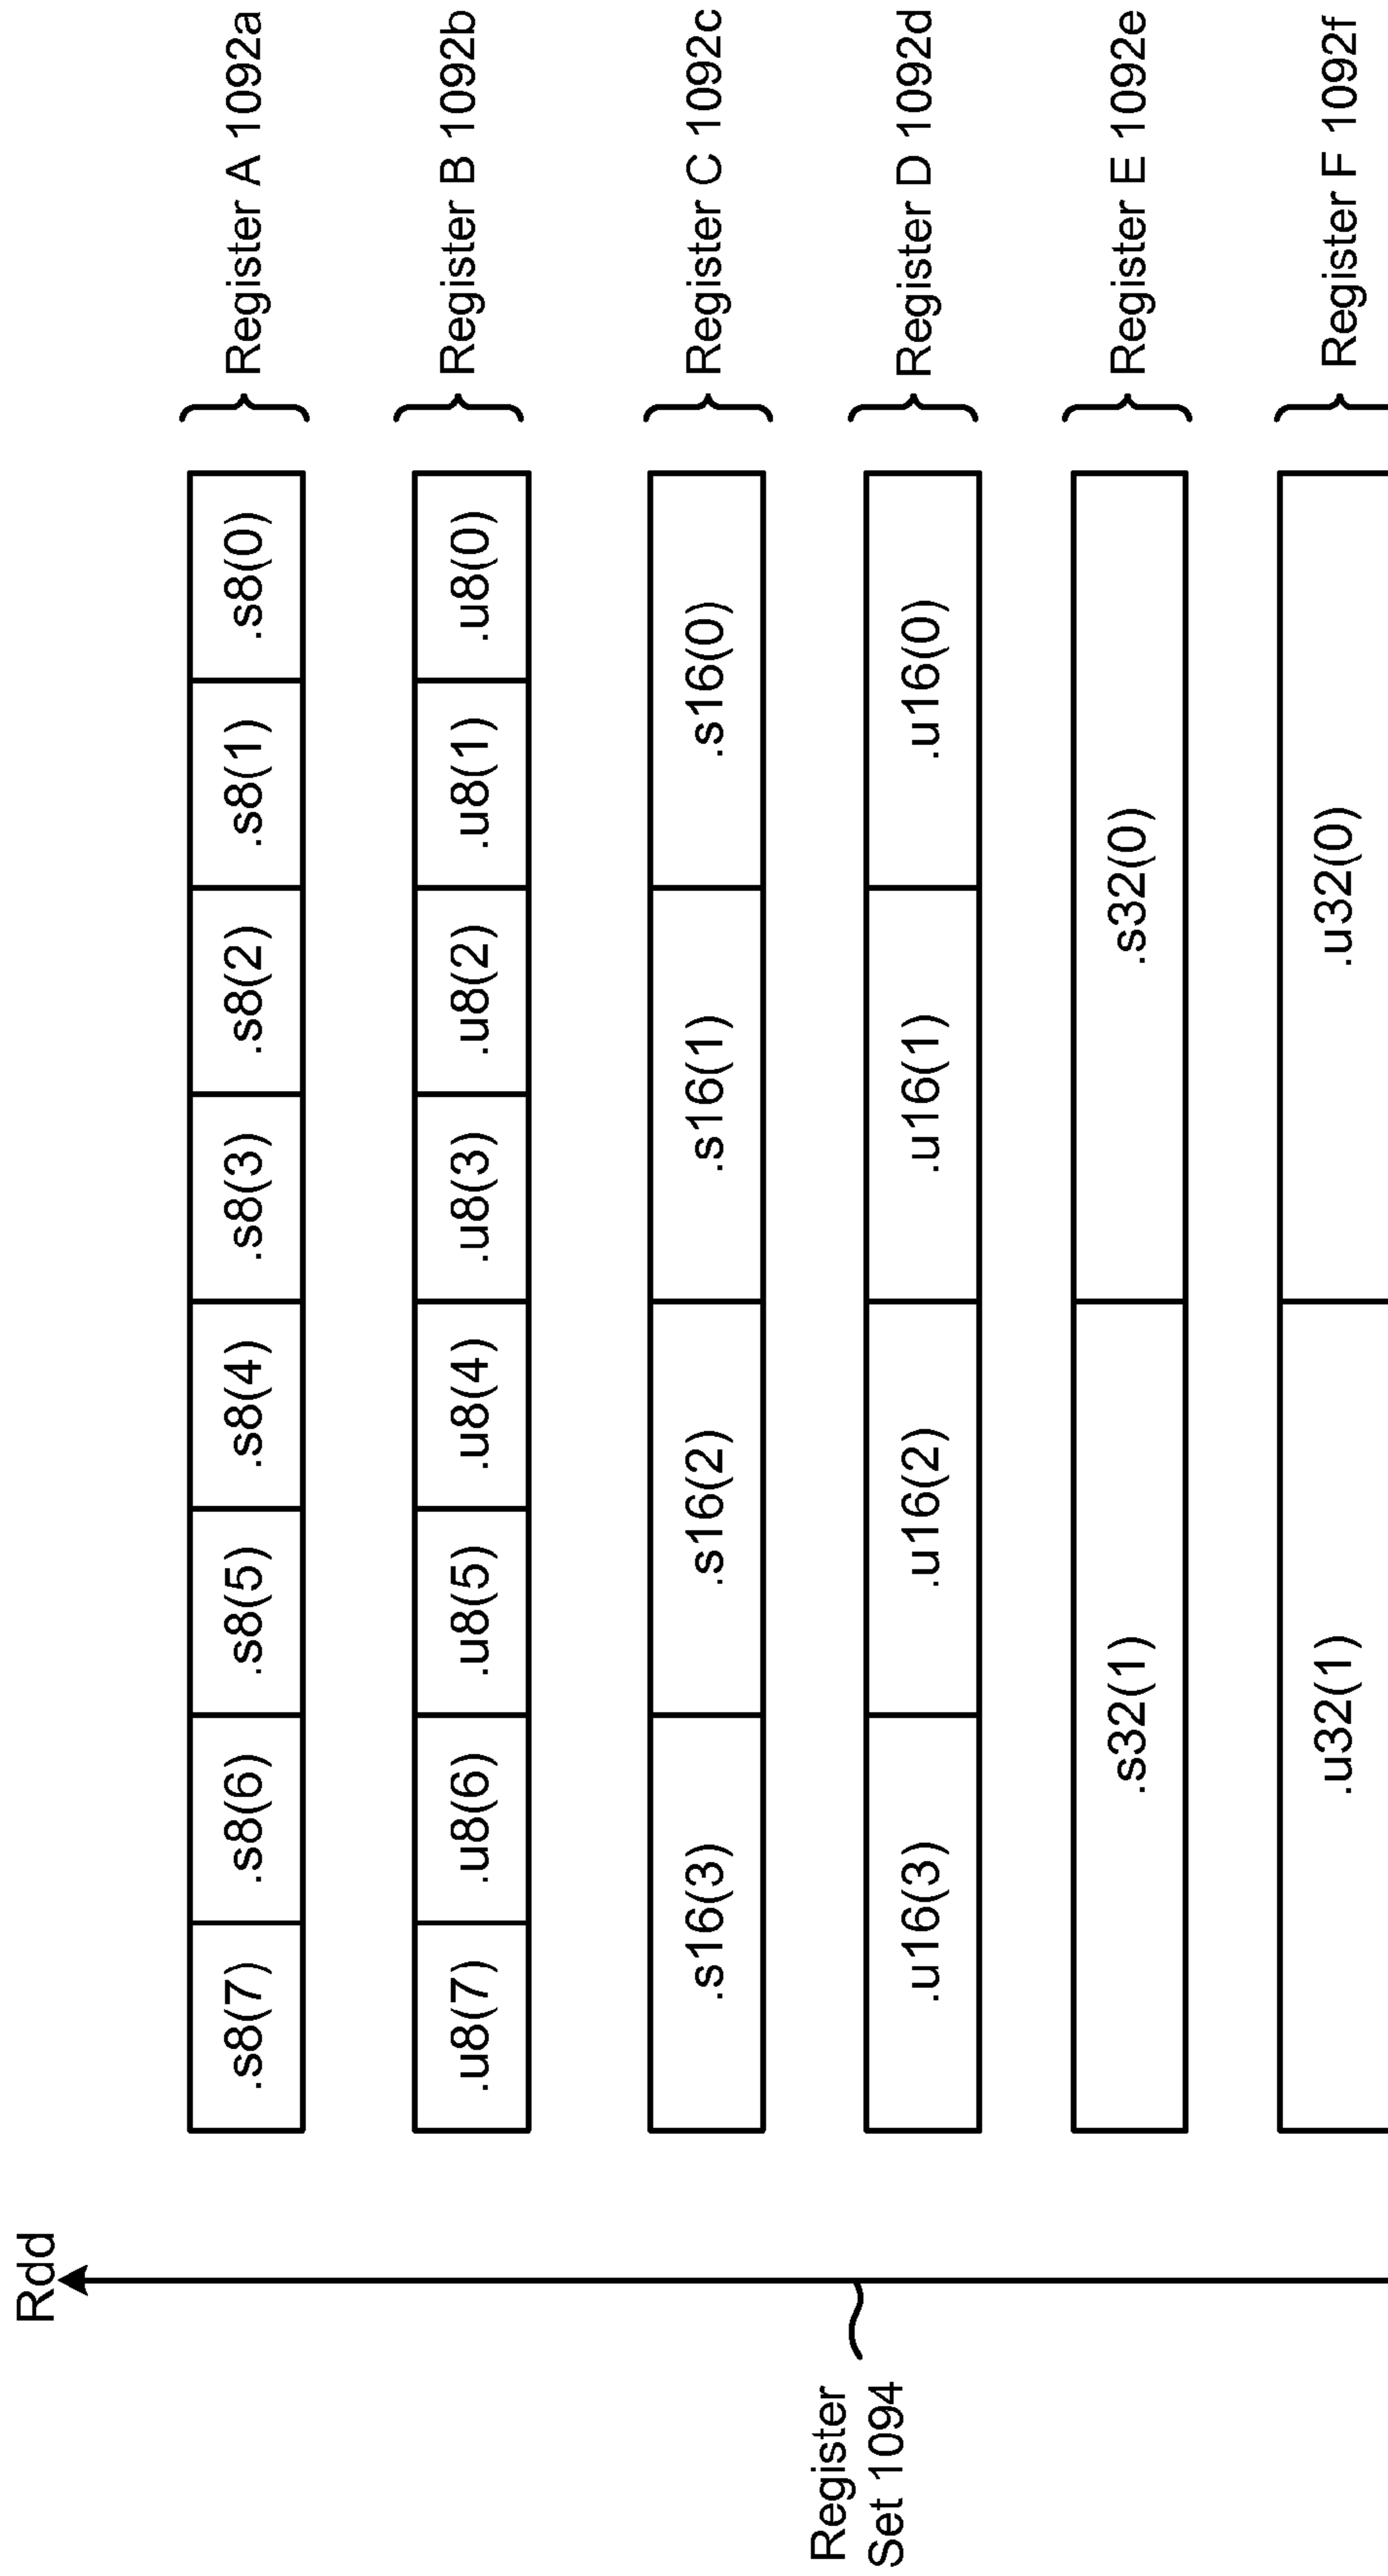 Rdd
.s8(7) .s8(6) .s8(5) .s8(4) .s8(3) .s8(2) .s8(1) .s8(0) Register A 1092a
.u8(7) .u8(6) .u8(5) .u8(4) .u8(3) .u8(2) .u8(1) .u8(0) Register B 1092b
.s16(3) .s16(2) .s16(1) .s16(0) Register C 1092c
Register
Set 1094
.u16(3) .u16(2) .u16(1) .u16(0) Register D 1092d
.s32(1) .s32(0) Register E 1092e
.u32(1) .u32(0) Register F 1092f